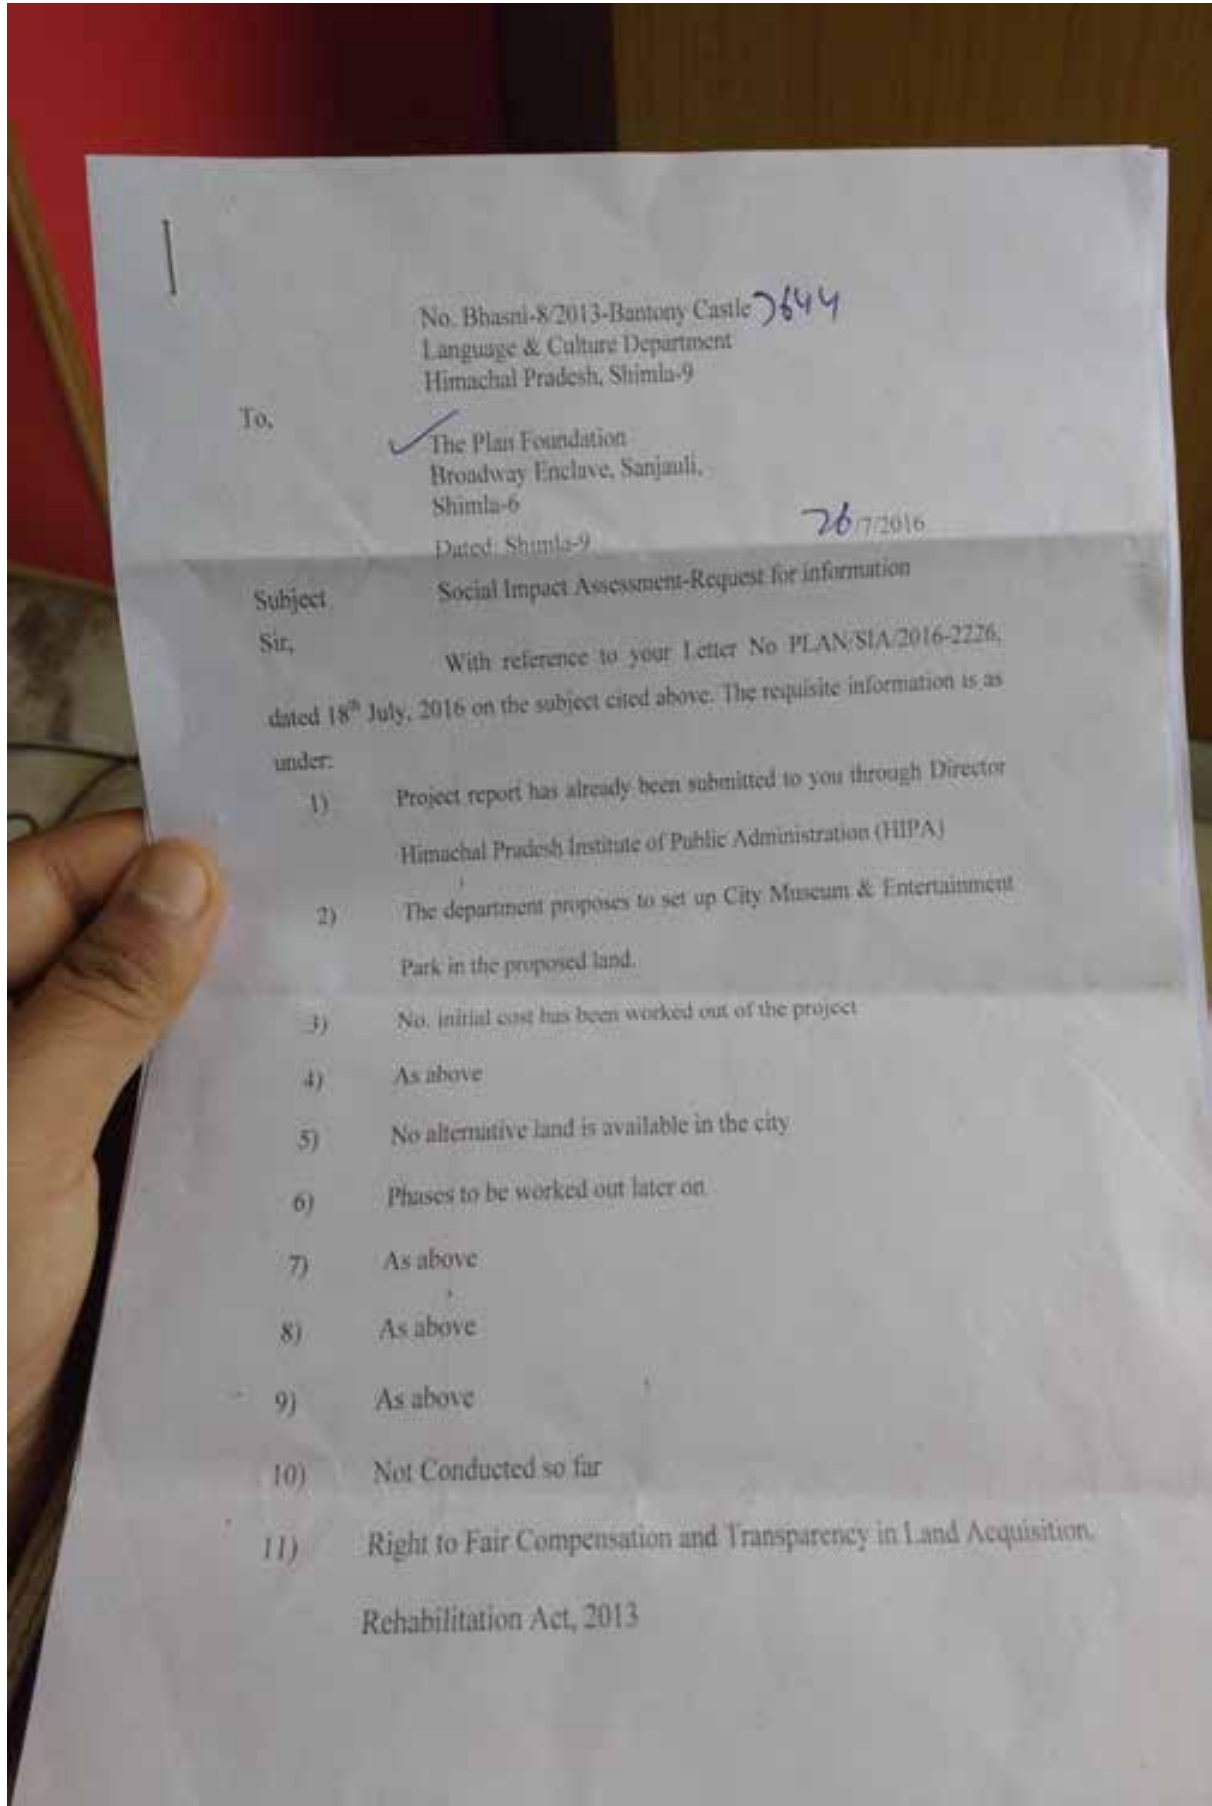 No. Bhasni-8/2013-Bantony Castle 7644
Language & Culture Department
Himachal Pradesh, Shimla-9
To,
The Plan Foundation
Broadway Enclave, Sanjauli,
Shimla-6
Dated: Shimla-9 26/7/2016
Subject Social Impact Assessment-Request for information
Sir,
With reference to your Letter No PLAN/SIA/2016-2226,
dated 18th July, 2016 on the subject cited above. The requisite information is as
under:
1) Project report has already been submitted to you through Director
Himachal Pradesh Institute of Public Administration (HIPA)
2) The department proposes to set up City Museum & Entertainment
Park in the proposed land.
3) No. initial cost has been worked out of the project
4) As above
5) No alternative land is available in the city
6) Phases to be worked out later on
7) As above
8) As above
9) As above
10) Not Conducted so far
11) Right to Fair Compensation and Transparency in Land Acquisition,
Rehabilitation Act, 2013